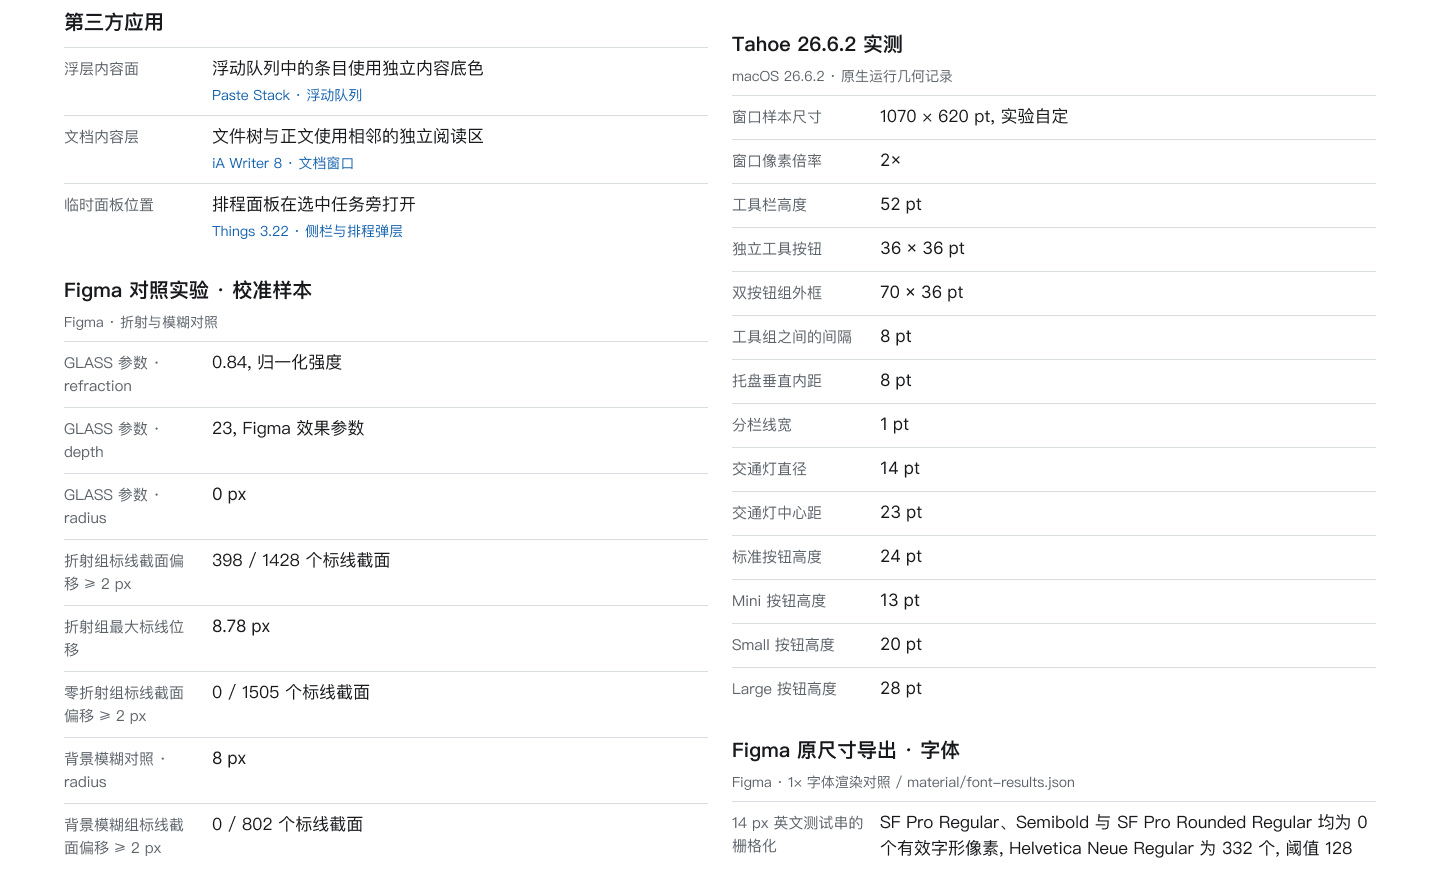 第三方应用
浮层内容面
浮动队列中的条目使用独立内容底色
Paste Stack · 浮动队列
文档内容层
文件树与正文使用相邻的独立阅读区
iA Writer 8 · 文档窗口
临时面板位置
排程面板在选中任务旁打开
Things 3.22 · 侧栏与排程弹层
Figma 对照实验 · 校准样本
Figma · 折射与模糊对照
GLASS 参数 ·
refraction
0.84, 归一化强度
GLASS 参数 ·
depth
23, Figma 效果参数
GLASS 参数 ·
radius
0 px
折射组标线截面偏
移 ≥ 2 px
398 / 1428 个标线截面
折射组最大标线位
移
8.78 px
零折射组标线截面
偏移 ≥ 2 px
0 / 1505 个标线截面
背景模糊对照 ·
radius
8 px
背景模糊组标线截
面偏移 ≥ 2 px
0 / 802 个标线截面
Tahoe 26.6.2 实测
macOS 26.6.2 · 原生运行几何记录
窗口样本尺寸
1070 × 620 pt, 实验自定
窗口像素倍率
2×
工具栏高度
52 pt
独立工具按钮
36 × 36 pt
双按钮组外框
70 × 36 pt
工具组之间的间隔
8 pt
托盘垂直内距
8 pt
分栏线宽
1 pt
交通灯直径
14 pt
交通灯中心距
23 pt
标准按钮高度
24 pt
Mini 按钮高度
13 pt
Small 按钮高度
20 pt
Large 按钮高度
28 pt
Figma 原尺寸导出 · 字体
Figma · 1× 字体渲染对照 / material/font-results.json
14 px 英文测试串的
栅格化
SF Pro Regular、Semibold 与 SF Pro Rounded Regular 均为 0
个有效字形像素, Helvetica Neue Regular 为 332 个, 阈值 128